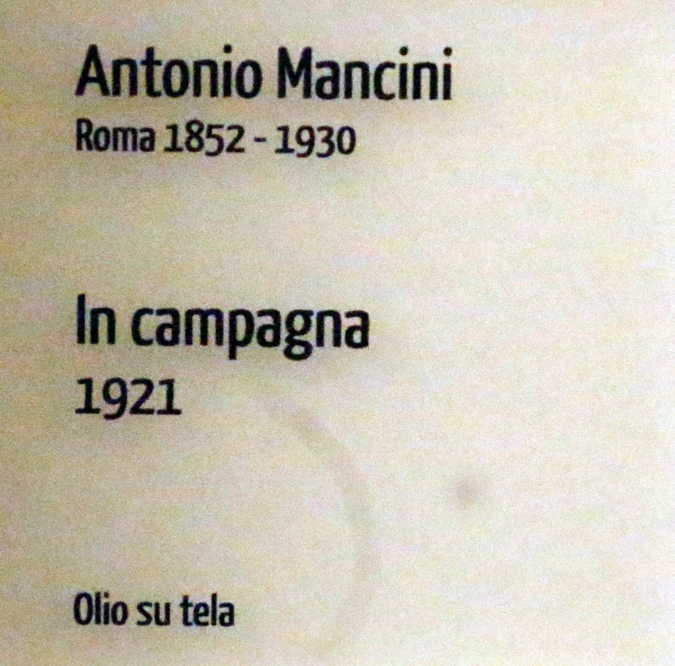 Antonio Mancini
Roma 1852 - 1930
In campagna
1921
Olio su tela